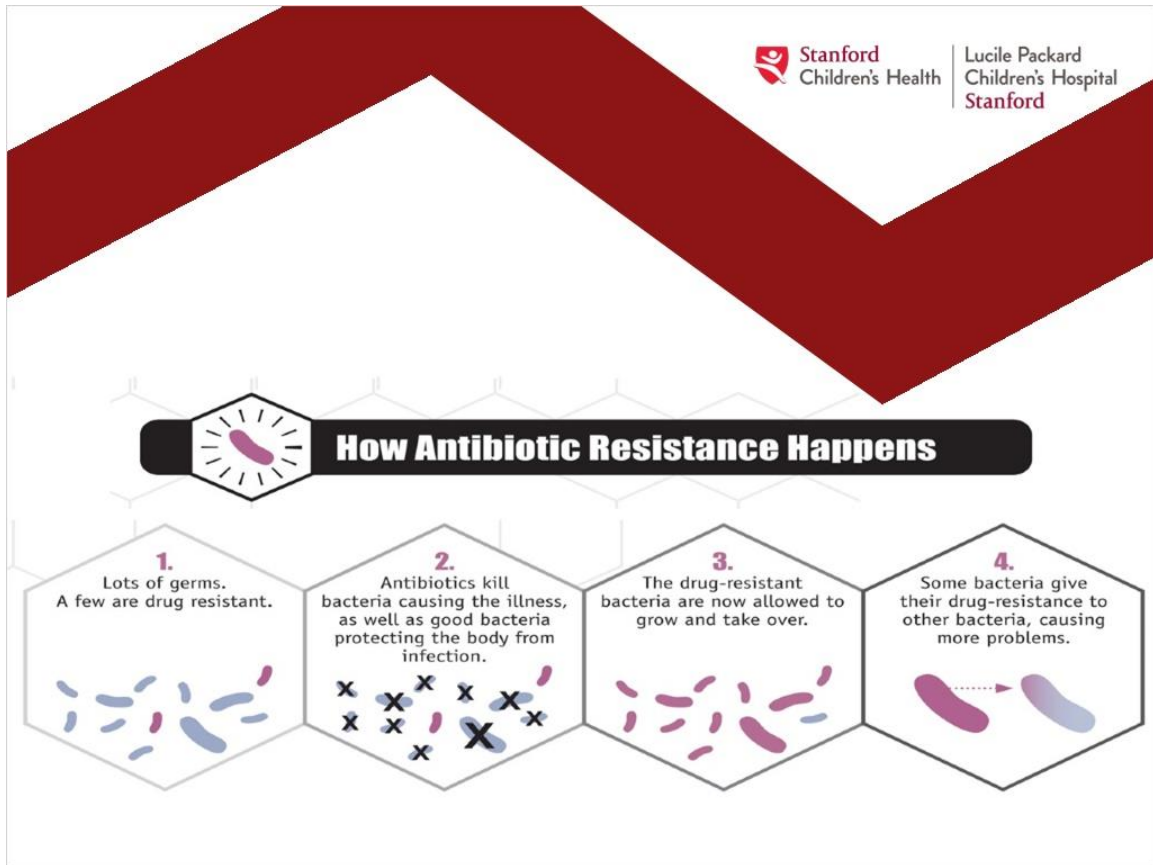 Stanford
Children's Health
Lucile Packard
Children's Hospital
Stanford
How Antibiotic Resistance Happens
1.
Lots of germs.
A few are drug resistant.
2.
Antibiotics kill
bacteria causing the illness,
as well as good bacteria
protecting the body from
infection.
X X X X X X X X X X
3.
The drug-resistant
bacteria are now allowed to
grow and take over.
4.
Some bacteria give
their drug-resistance to
other bacteria, causing
more problems.